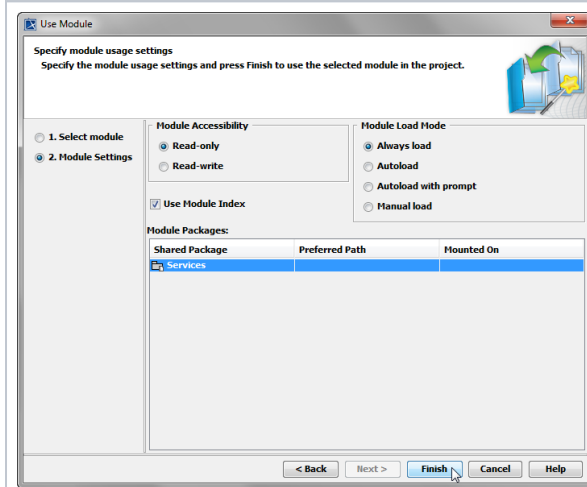 Use Module
Specify module usage settings
Specify the module usage settings and press Finish to use the selected module in the project.
1. Select module
2. Module Settings
Module Accessibility
Read-only
Read-write
Module Load Mode
Always load
Autoload
Autoload with prompt
Manual load
Use Module Index
Module Packages:
Shared Package Preferred Path Mounted On
Services
< Back Next > Finish Cancel Help